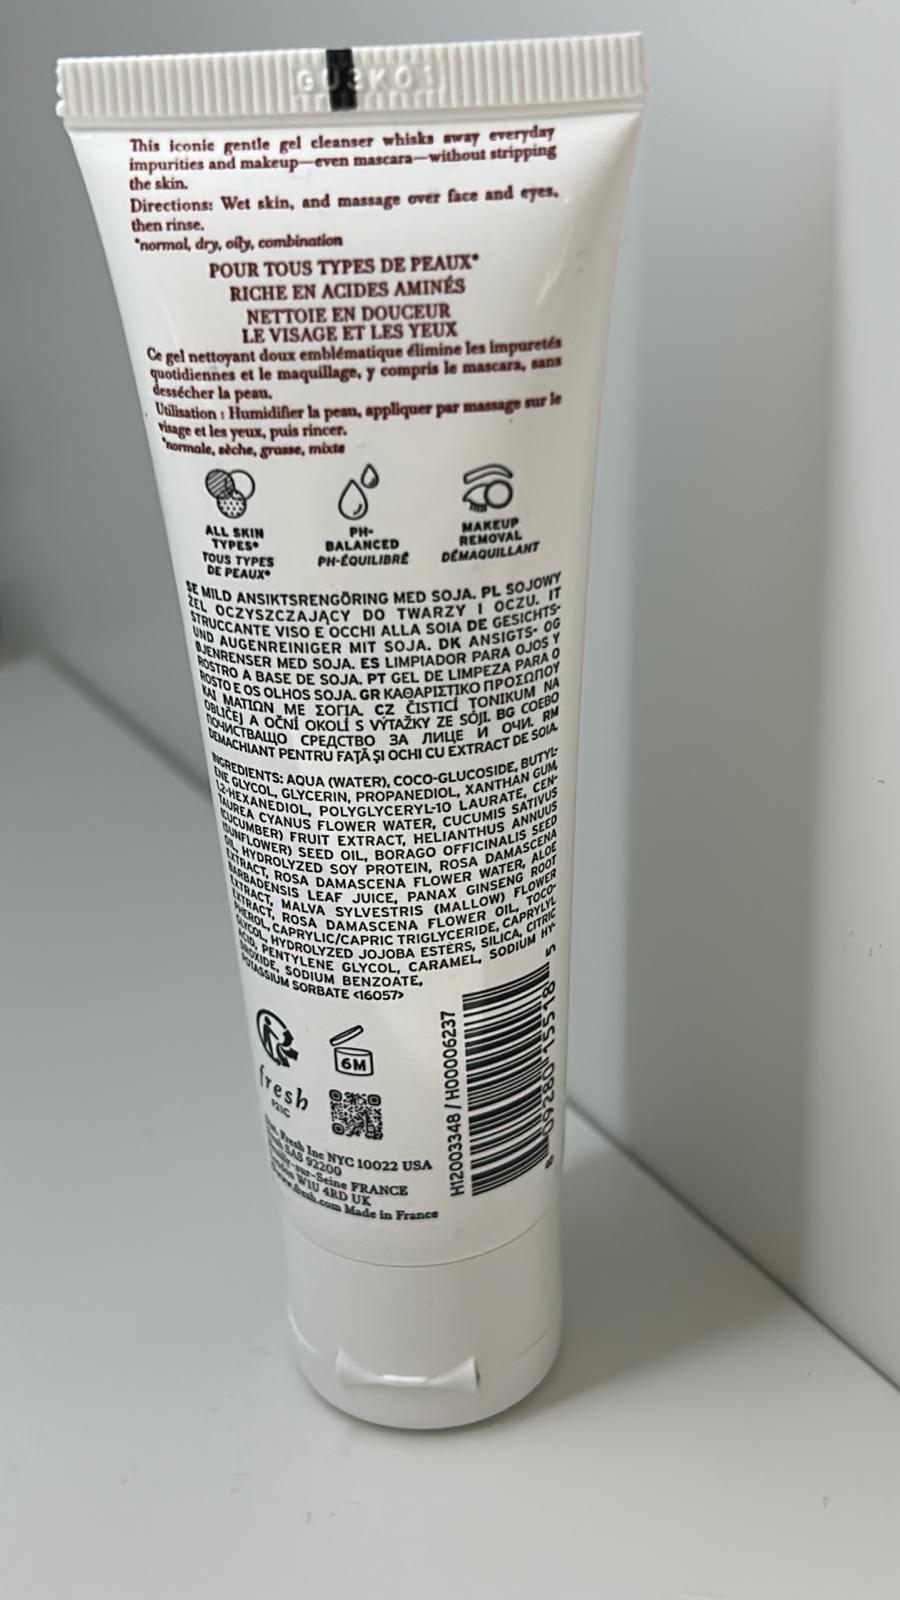 This iconic gentle gel cleanser whisks away everyday
impurities and makeup—even mascara—without stripping
the skin.
Directions: Wet skin, and massage over face and eyes,
then rinse.
*normal, dry, oily, combination
POUR TOUS TYPES DE PEAUX*
RICHE EN ACIDES AMINÉS
NETTOIE EN DOUCEUR
LE VISAGE ET LES YEUX
Ce gel nettoyant doux emblématique élimine les impuretés
quotidiennes et le maquillage, y compris le mascara, sans
dessécher la peau.
Utilisation : Humidifier la peau, appliquer par massage sur le
visage et les yeux, puis rincer.
*normale, sèche, grasse, mixte
ALL SKIN
TYPES*
TOUS TYPES
DE PEAUX*
PH-
BALANCED
PH-ÉQUILIBRÉ
MAKEUP
REMOVAL
DÉMAQUILLANT
SE MILD ANSIKTSRENGÖRING MED SOJA. PL SOJOWY
ŻEL OCZYSZCZAJĄCY DO TWARZY I OCZU. IT
STRUCCANTE VISO E OCCHI ALLA SOIA DE GESICHTS-
UND AUGENREINIGER MIT SOJA. DK ANSIGTS- OG
ØJENRENSER MED SOJA. ES LIMPIADOR PARA OJOS Y
ROSTRO A BASE DE SOJA. PT GEL DE LIMPEZA PARA O
ROSTO E OS OLHOS SOJA. GR ΚΑΘΑΡΙΣΤΙΚΟ ΠΡΟΣΩΠΟΥ
ΚΑΙ ΜΑΤΙΩΝ ΜΕ ΣΟΓΙΑ. CZ ČISTICÍ TONIKUM NA
OBLIČEJ A OČNÍ OKOLÍ S VÝTAŽKY ZE SÓJI. BG СОЕВО
ПОЧИСТВАЩО СРЕДСТВО ЗА ЛИЦЕ И ОЧИ. RM
DEMACHIANT PENTRU FAȚĂ ȘI OCHI CU EXTRACT DE SOIA.
INGREDIENTS: AQUA (WATER), COCO-GLUCOSIDE, BUTYL-
ENE GLYCOL, GLYCERIN, PROPANEDIOL, XANTHAN GUM,
1,2-HEXANEDIOL, POLYGLYCERYL-10 LAURATE, CEN-
TAUREA CYANUS FLOWER WATER, CUCUMIS SATIVUS
(CUCUMBER) FRUIT EXTRACT, HELIANTHUS ANNUUS
(SUNFLOWER) SEED OIL, BORAGO OFFICINALIS SEED
OIL, HYDROLYZED SOY PROTEIN, ROSA DAMASCENA
EXTRACT, ROSA DAMASCENA FLOWER WATER, ALOE
BARBADENSIS LEAF JUICE, PANAX GINSENG ROOT
EXTRACT, MALVA SYLVESTRIS (MALLOW) FLOWER
EXTRACT, ROSA DAMASCENA FLOWER OIL, TOCO-
PHEROL, CAPRYLIC/CAPRIC TRIGLYCERIDE, CAPRYLYL
GLYCOL, HYDROLYZED JOJOBA ESTERS, SILICA, CITRIC
ACID, PENTYLENE GLYCOL, CARAMEL, SODIUM HY-
DROXIDE, SODIUM BENZOATE,
POTASSIUM SORBATE <16057>
6M
fresh
Fresh Inc NYC 10022 USA
SAS 92200
-sur-Seine FRANCE
W1U 4RD UK
www.fresh.com Made in France
H12003348 / H00006237
8 09280 15518 5